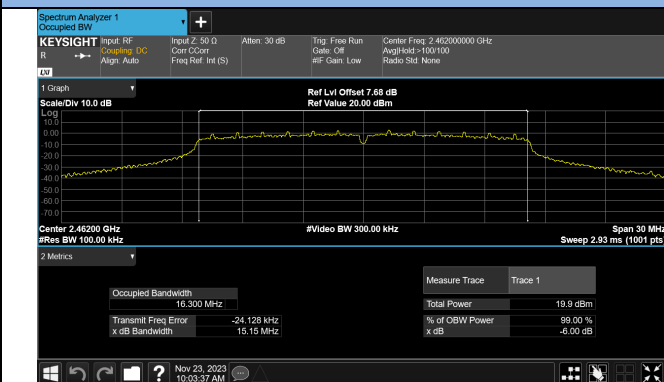 Spectrum Analyzer 1
Occupied BW
+
KEYSIGHT
R
LXI
Input: RF
Coupling: DC
Align: Auto
Input Z: 50 Ω
Corr CCorr
Freq Ref: Int (S)
Atten: 30 dB
Trig: Free Run
Gate: Off
#IF Gain: Low
Center Freq: 2.462000000 GHz
Avg|Hold:>100/100
Radio Std: None
1 Graph
Scale/Div 10.0 dB
Ref Lvl Offset 7.68 dB
Ref Value 20.00 dBm
Log
10.0
0.00
-10.0
-20.0
-30.0
-40.0
-50.0
-60.0
-70.0
Center 2.46200 GHz
#Res BW 100.00 kHz
#Video BW 300.00 kHz
Span 30 MHz
Sweep 2.93 ms (1001 pts)
2 Metrics
Occupied Bandwidth
16.300 MHz
Transmit Freq Error -24.128 kHz
x dB Bandwidth 15.15 MHz
Measure Trace Trace 1
Total Power 19.9 dBm
% of OBW Power 99.00 %
x dB -6.00 dB
?
Nov 23, 2023
10:03:37 AM